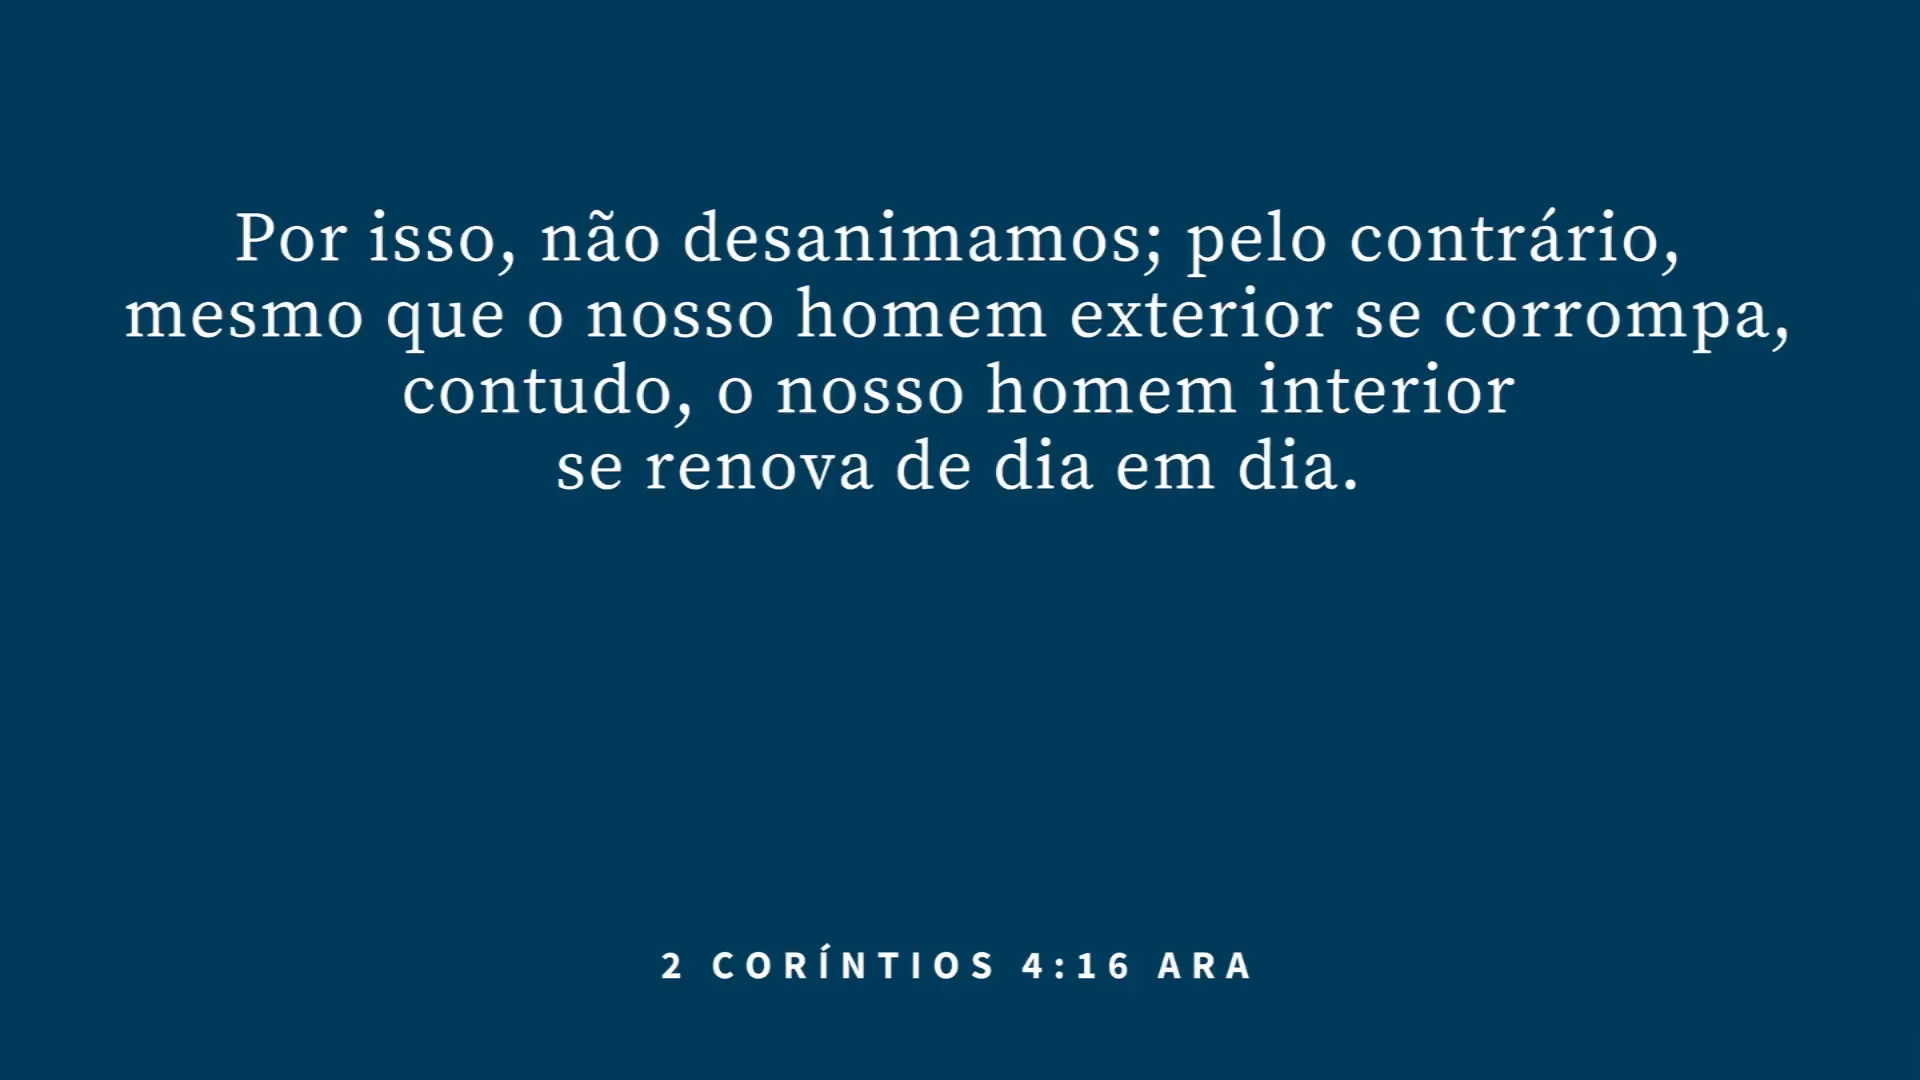 Por isso, não desanimamos; pelo contrário,
mesmo que o nosso homem exterior se corrompa,
contudo, o nosso homem interior
se renova de dia em dia.
2 CORÍNTIOS 4:16 ARA